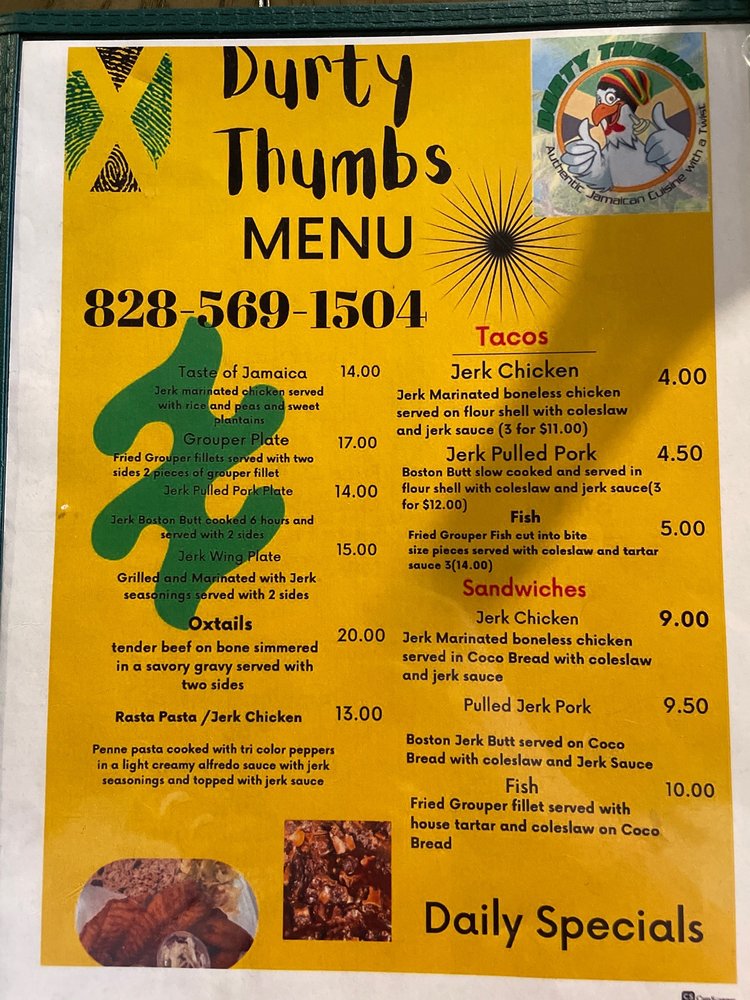 Durty
Thumbs
MENU
DURTY THUMBS
Authentic Jamaican Cuisine with a Twist
828-569-1504
Taste of Jamaica 14.00
Jerk marinated chicken served
with rice and peas and sweet
plantains
Grouper Plate 17.00
Fried Grouper fillets served with two
sides 2 pieces of grouper fillet
Jerk Pulled Pork Plate 14.00
Jerk Boston Butt cooked 6 hours and
served with 2 sides
Jerk Wing Plate 15.00
Grilled and Marinated with Jerk
seasonings served with 2 sides
Oxtails 20.00
tender beef on bone simmered
in a savory gravy served with
two sides
Rasta Pasta /Jerk Chicken 13.00
Penne pasta cooked with tri color peppers
in a light creamy alfredo sauce with jerk
seasonings and topped with jerk sauce
Tacos
Jerk Chicken 4.00
Jerk Marinated boneless chicken
served on flour shell with coleslaw
and jerk sauce (3 for $11.00)
Jerk Pulled Pork 4.50
Boston Butt slow cooked and served in
flour shell with coleslaw and jerk sauce(3
for $12.00)
Fish 5.00
Fried Grouper Fish cut into bite
size pieces served with coleslaw and tartar
sauce 3(14.00)
Sandwiches
Jerk Chicken 9.00
Jerk Marinated boneless chicken
served in Coco Bread with coleslaw
and jerk sauce
Pulled Jerk Pork 9.50
Boston Jerk Butt served on Coco
Bread with coleslaw and Jerk Sauce
Fish 10.00
Fried Grouper fillet served with
house tartar and coleslaw on Coco
Bread
Daily Specials